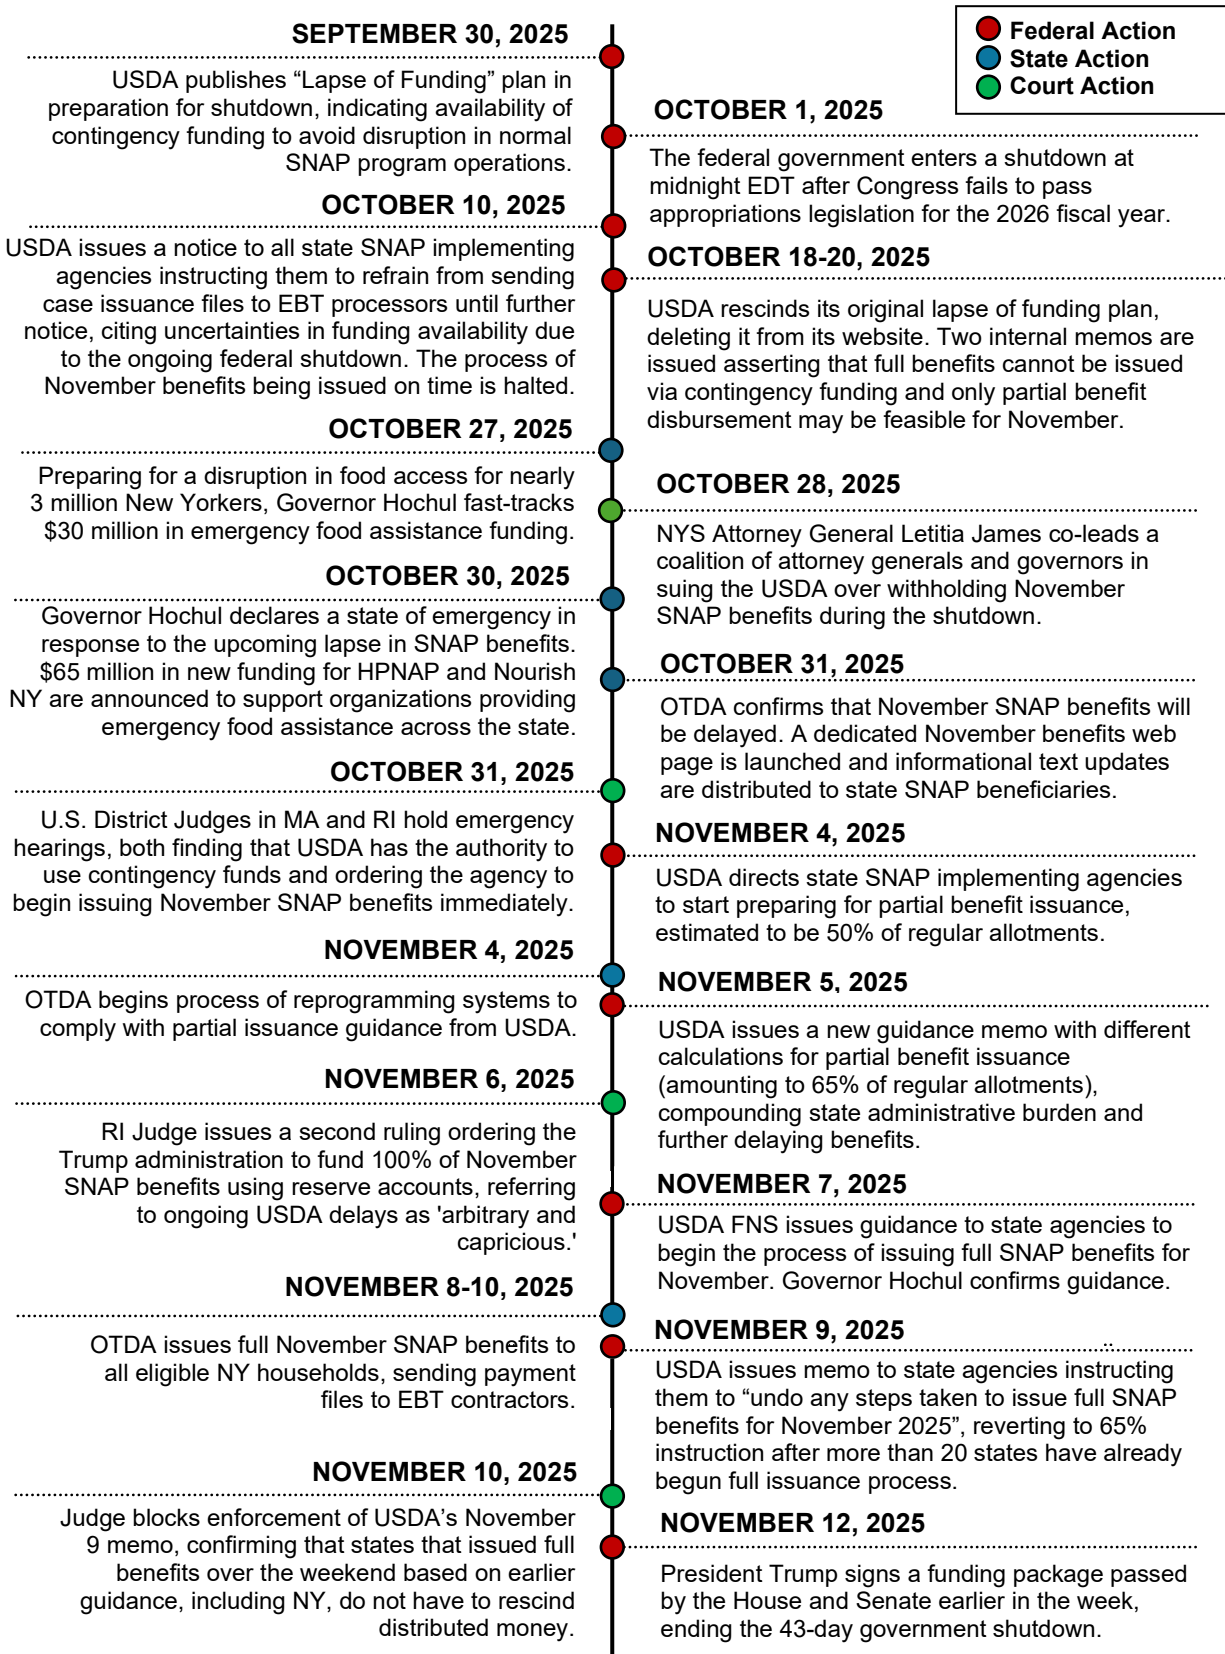 Federal Action
State Action
Court Action
SEPTEMBER 30, 2025
USDA publishes “Lapse of Funding” plan in
preparation for shutdown, indicating availability of
contingency funding to avoid disruption in normal
SNAP program operations.
OCTOBER 1, 2025
The federal government enters a shutdown at
midnight EDT after Congress fails to pass
appropriations legislation for the 2026 fiscal year.
OCTOBER 10, 2025
USDA issues a notice to all state SNAP implementing
agencies instructing them to refrain from sending
case issuance files to EBT processors until further
notice, citing uncertainties in funding availability due
to the ongoing federal shutdown. The process of
November benefits being issued on time is halted.
OCTOBER 18-20, 2025
USDA rescinds its original lapse of funding plan,
deleting it from its website. Two internal memos are
issued asserting that full benefits cannot be issued
via contingency funding and only partial benefit
disbursement may be feasible for November.
OCTOBER 27, 2025
Preparing for a disruption in food access for nearly
3 million New Yorkers, Governor Hochul fast-tracks
$30 million in emergency food assistance funding.
OCTOBER 28, 2025
NYS Attorney General Letitia James co-leads a
coalition of attorney generals and governors in
suing the USDA over withholding November
SNAP benefits during the shutdown.
OCTOBER 30, 2025
Governor Hochul declares a state of emergency in
response to the upcoming lapse in SNAP benefits.
$65 million in new funding for HPNAP and Nourish
NY are announced to support organizations providing
emergency food assistance across the state.
OCTOBER 31, 2025
OTDA confirms that November SNAP benefits will
be delayed. A dedicated November benefits web
page is launched and informational text updates
are distributed to state SNAP beneficiaries.
OCTOBER 31, 2025
U.S. District Judges in MA and RI hold emergency
hearings, both finding that USDA has the authority to
use contingency funds and ordering the agency to
begin issuing November SNAP benefits immediately.
NOVEMBER 4, 2025
USDA directs state SNAP implementing agencies
to start preparing for partial benefit issuance,
estimated to be 50% of regular allotments.
NOVEMBER 4, 2025
OTDA begins process of reprogramming systems to
comply with partial issuance guidance from USDA.
NOVEMBER 5, 2025
USDA issues a new guidance memo with different
calculations for partial benefit issuance
(amounting to 65% of regular allotments),
compounding state administrative burden and
further delaying benefits.
NOVEMBER 6, 2025
RI Judge issues a second ruling ordering the
Trump administration to fund 100% of November
SNAP benefits using reserve accounts, referring
to ongoing USDA delays as 'arbitrary and
capricious.'
NOVEMBER 7, 2025
USDA FNS issues guidance to state agencies to
begin the process of issuing full SNAP benefits for
November. Governor Hochul confirms guidance.
NOVEMBER 8-10, 2025
OTDA issues full November SNAP benefits to
all eligible NY households, sending payment
files to EBT contractors.
NOVEMBER 9, 2025
USDA issues memo to state agencies instructing
them to “undo any steps taken to issue full SNAP
benefits for November 2025”, reverting to 65%
instruction after more than 20 states have already
begun full issuance process.
NOVEMBER 10, 2025
Judge blocks enforcement of USDA’s November
9 memo, confirming that states that issued full
benefits over the weekend based on earlier
guidance, including NY, do not have to rescind
distributed money.
NOVEMBER 12, 2025
President Trump signs a funding package passed
by the House and Senate earlier in the week,
ending the 43-day government shutdown.